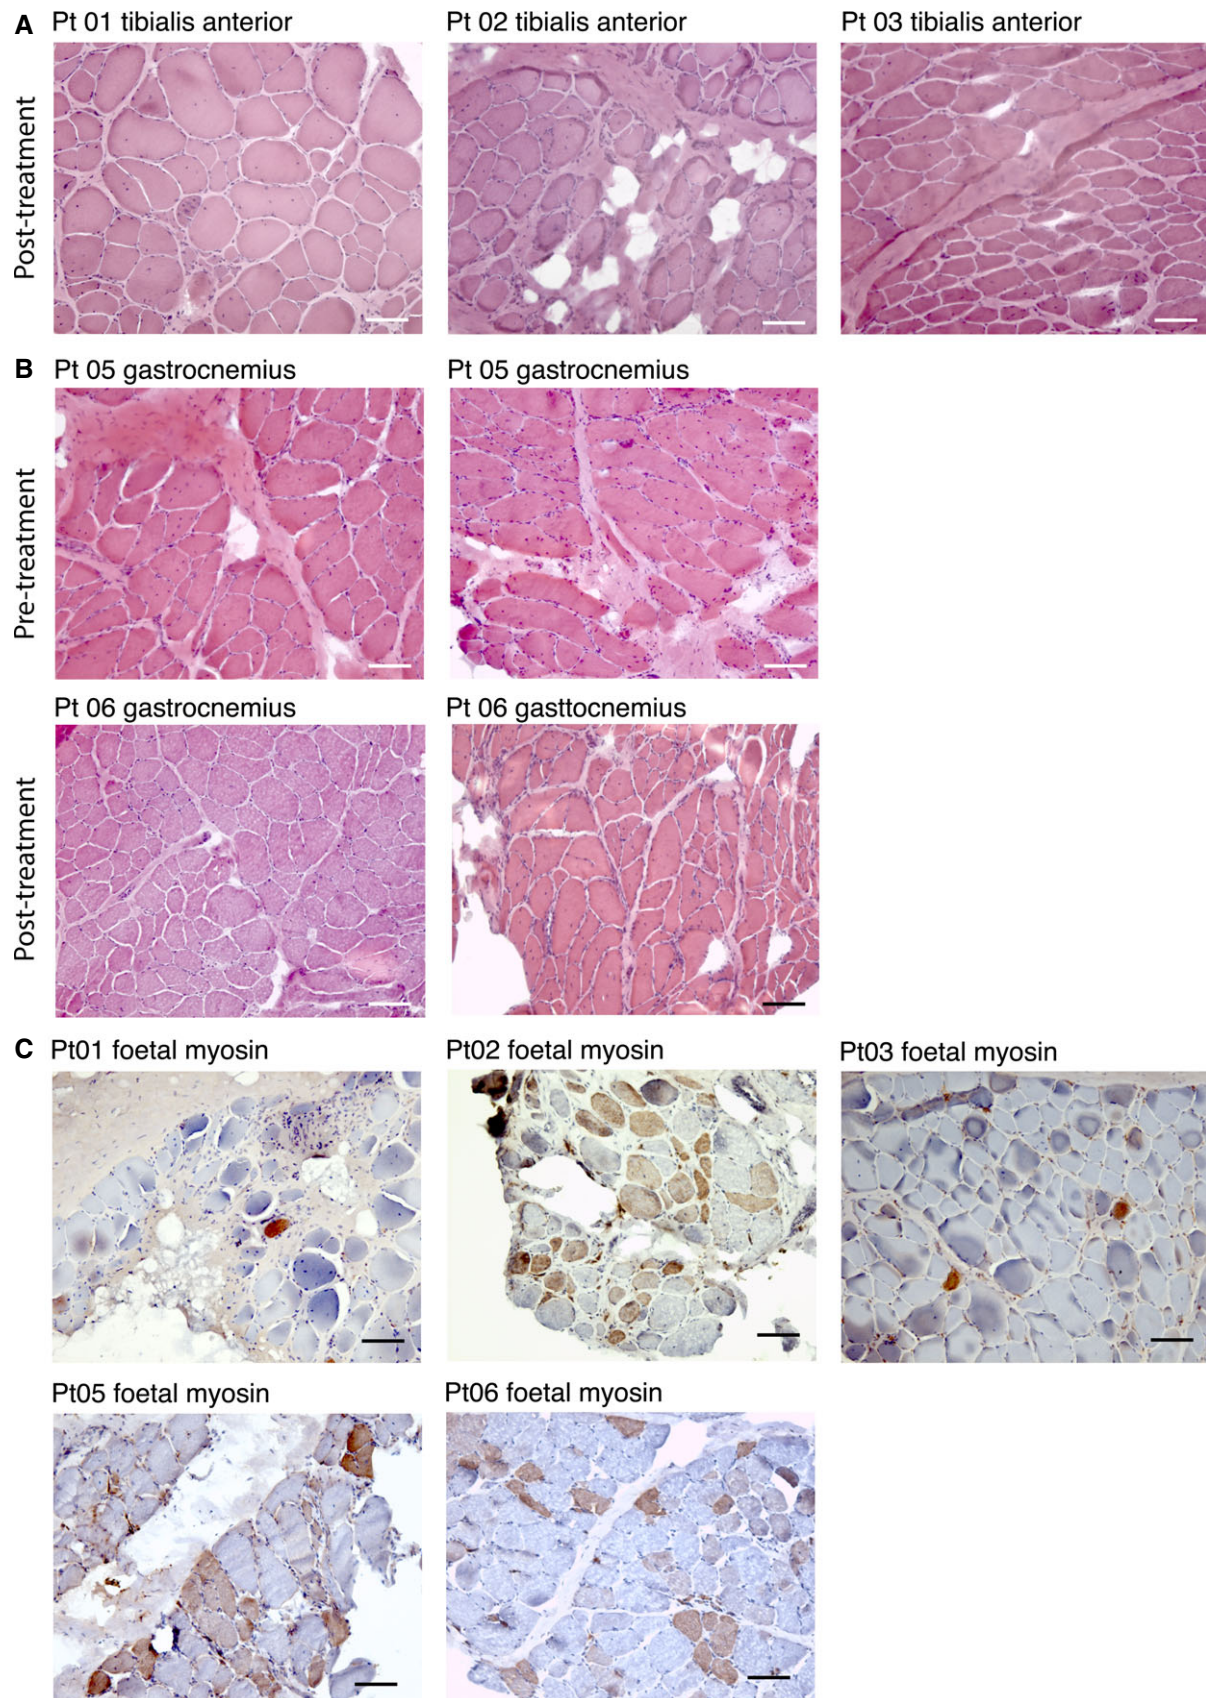 A
Pt 01 tibialis anterior
Pt 02 tibialis anterior
Pt 03 tibialis anterior
Post-treatment
B
Pt 05 gastrocnemius
Pt 05 gastrocnemius
Pre-treatment
Pt 06 gastrocnemius
Pt 06 gasttocnemius
Post-treatment
C
Pt01 foetal myosin
Pt02 foetal myosin
Pt03 foetal myosin
Pt05 foetal myosin
Pt06 foetal myosin